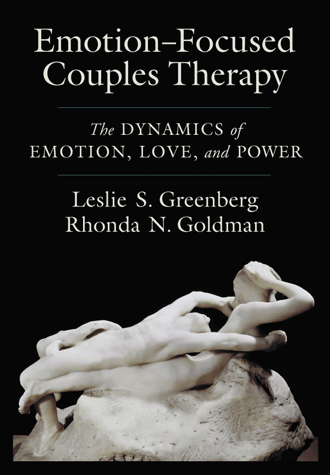 Emotion–Focused
Couples Therapy
The DYNAMICS of
EMOTION, LOVE, and POWER
Leslie S. Greenberg
Rhonda N. Goldman